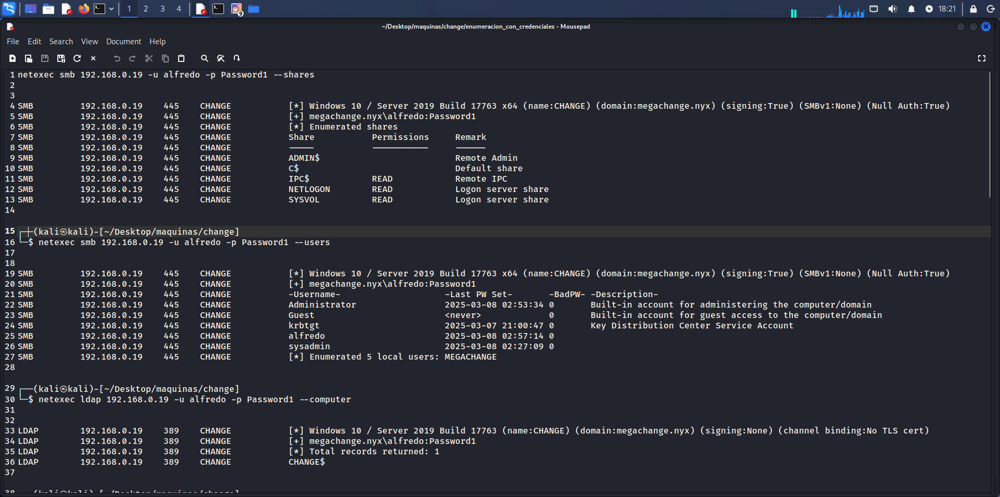 1 2 3 4 9 18:21
~/Desktop/maquinas/change/enumeracion_con_credenciales - Mousepad
File Edit Search View Document Help
1 netexec smb 192.168.0.19 -u alfredo -p Password1 --shares
2
3
4 SMB 192.168.0.19 445 CHANGE [*] Windows 10 / Server 2019 Build 17763 x64 (name:CHANGE) (domain:megachange.nyx) (signing:True) (SMBv1:None) (Null Auth:True)
5 SMB 192.168.0.19 445 CHANGE [+] megachange.nyx\alfredo:Password1
6 SMB 192.168.0.19 445 CHANGE [*] Enumerated shares
7 SMB 192.168.0.19 445 CHANGE Share Permissions Remark
8 SMB 192.168.0.19 445 CHANGE ----- ----------- ------
9 SMB 192.168.0.19 445 CHANGE ADMIN$ Remote Admin
10 SMB 192.168.0.19 445 CHANGE C$ Default share
11 SMB 192.168.0.19 445 CHANGE IPC$ READ Remote IPC
12 SMB 192.168.0.19 445 CHANGE NETLOGON READ Logon server share
13 SMB 192.168.0.19 445 CHANGE SYSVOL READ Logon server share
14
15 ┌──(kali㉿kali)-[~/Desktop/maquinas/change]
16 └─$ netexec smb 192.168.0.19 -u alfredo -p Password1 --users
17
18
19 SMB 192.168.0.19 445 CHANGE [*] Windows 10 / Server 2019 Build 17763 x64 (name:CHANGE) (domain:megachange.nyx) (signing:True) (SMBv1:None) (Null Auth:True)
20 SMB 192.168.0.19 445 CHANGE [+] megachange.nyx\alfredo:Password1
21 SMB 192.168.0.19 445 CHANGE -Username- -Last PW Set- -BadPW- -Description-
22 SMB 192.168.0.19 445 CHANGE Administrator 2025-03-08 02:53:34 0 Built-in account for administering the computer/domain
23 SMB 192.168.0.19 445 CHANGE Guest <never> 0 Built-in account for guest access to the computer/domain
24 SMB 192.168.0.19 445 CHANGE krbtgt 2025-03-07 21:00:47 0 Key Distribution Center Service Account
25 SMB 192.168.0.19 445 CHANGE alfredo 2025-03-08 02:57:14 0
26 SMB 192.168.0.19 445 CHANGE sysadmin 2025-03-08 02:27:09 0
27 SMB 192.168.0.19 445 CHANGE [*] Enumerated 5 local users: MEGACHANGE
28
29 ┌──(kali㉿kali)-[~/Desktop/maquinas/change]
30 └─$ netexec ldap 192.168.0.19 -u alfredo -p Password1 --computer
31
32
33 LDAP 192.168.0.19 389 CHANGE [*] Windows 10 / Server 2019 Build 17763 (name:CHANGE) (domain:megachange.nyx) (signing:None) (channel binding:No TLS cert)
34 LDAP 192.168.0.19 389 CHANGE [+] megachange.nyx\alfredo:Password1
35 LDAP 192.168.0.19 389 CHANGE [*] Total records returned: 1
36 LDAP 192.168.0.19 389 CHANGE CHANGE$
37
38 ┌──(kali㉿kali)-[~/Desktop/maquinas/change]